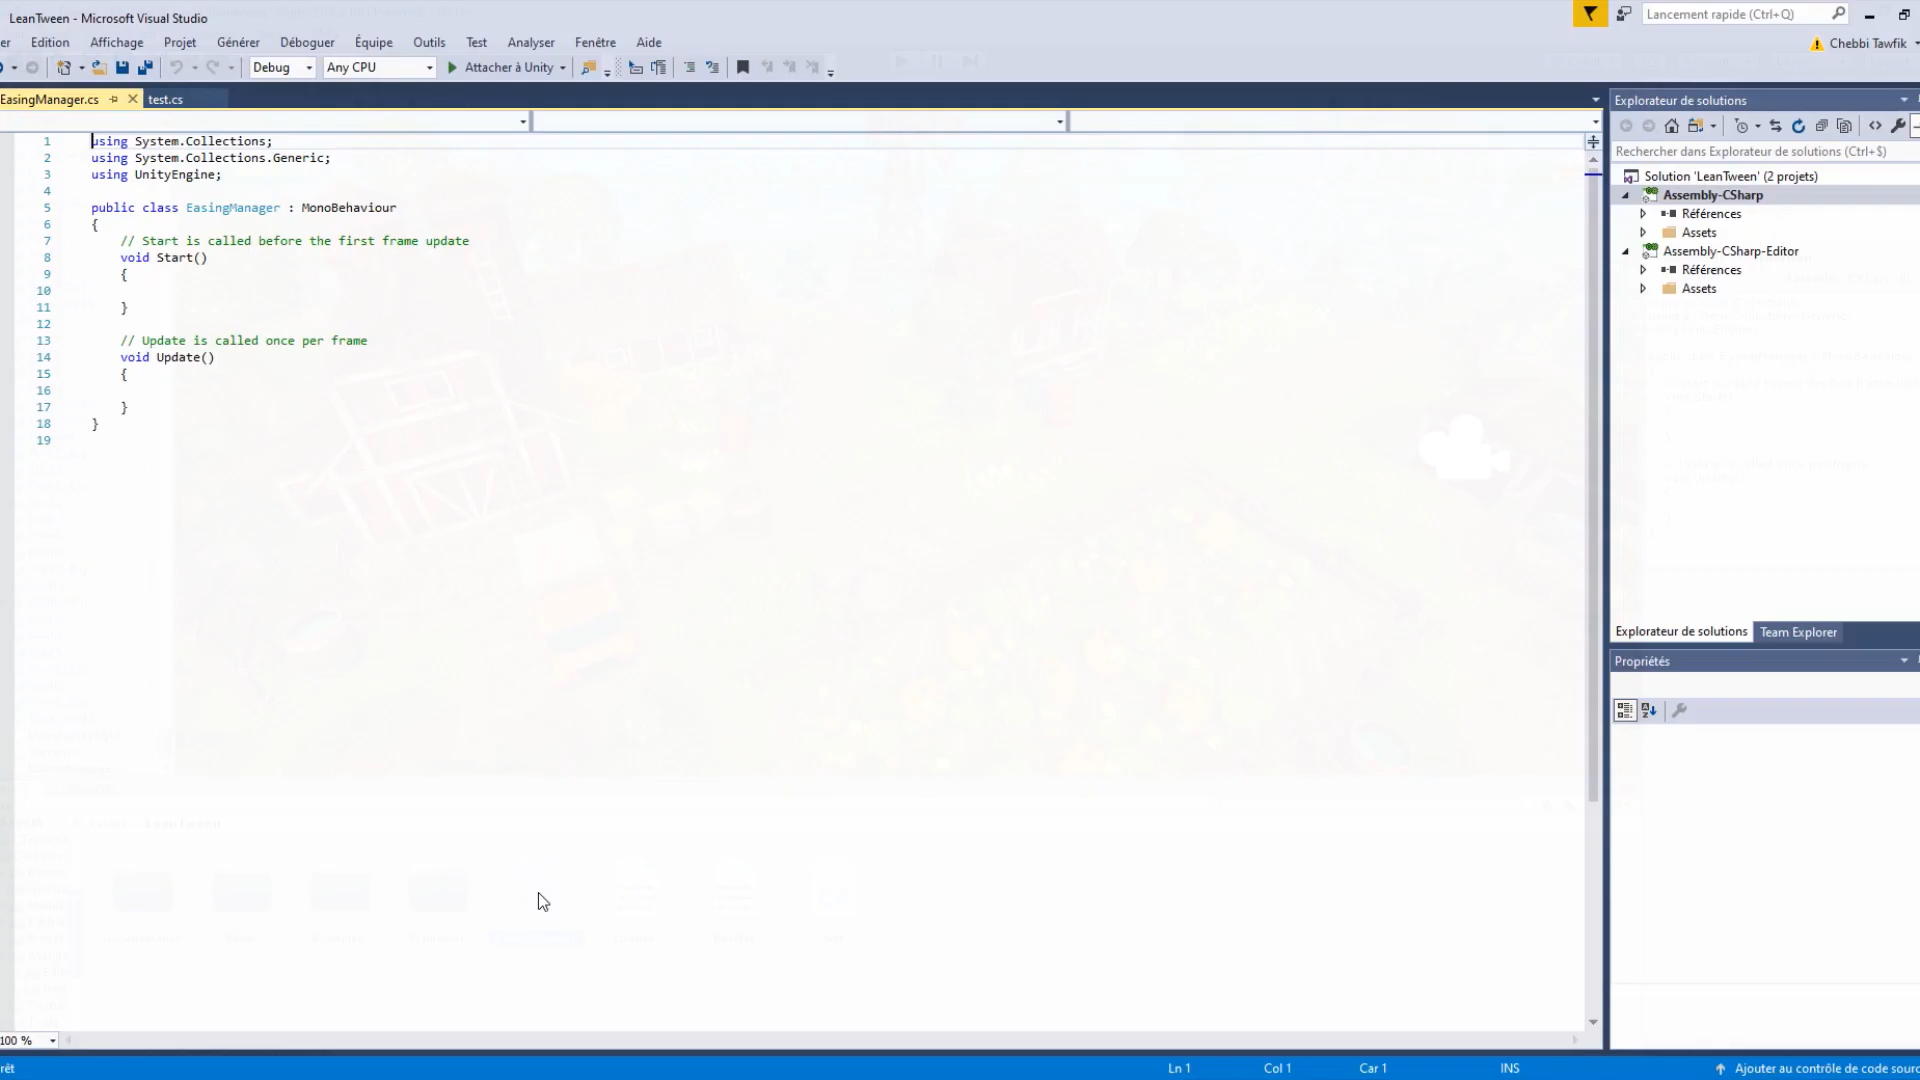 LeanTween - Microsoft Visual Studio
Lancement rapide (Ctrl+Q)
er Edition Affichage Projet Générer Déboguer Équipe Outils Test Analyser Fenêtre Aide
Chebbi Tawfik
Debug Any CPU Attacher à Unity
EasingManager.cs test.cs
1 using System.Collections;
2 using System.Collections.Generic;
3 using UnityEngine;
4
5 public class EasingManager : MonoBehaviour
6 {
7 // Start is called before the first frame update
8 void Start()
9 {
10
11 }
12
13 // Update is called once per frame
14 void Update()
15 {
16
17 }
18 }
19
Explorateur de solutions
Rechercher dans Explorateur de solutions (Ctrl+$)
Solution 'LeanTween' (2 projets)
Assembly-CSharp
Références
Assets
Assembly-CSharp-Editor
Références
Assets
Explorateur de solutions Team Explorer
Propriétés
100 %
rêt Ln 1 Col 1 Car 1 INS Ajouter au contrôle de code sourc